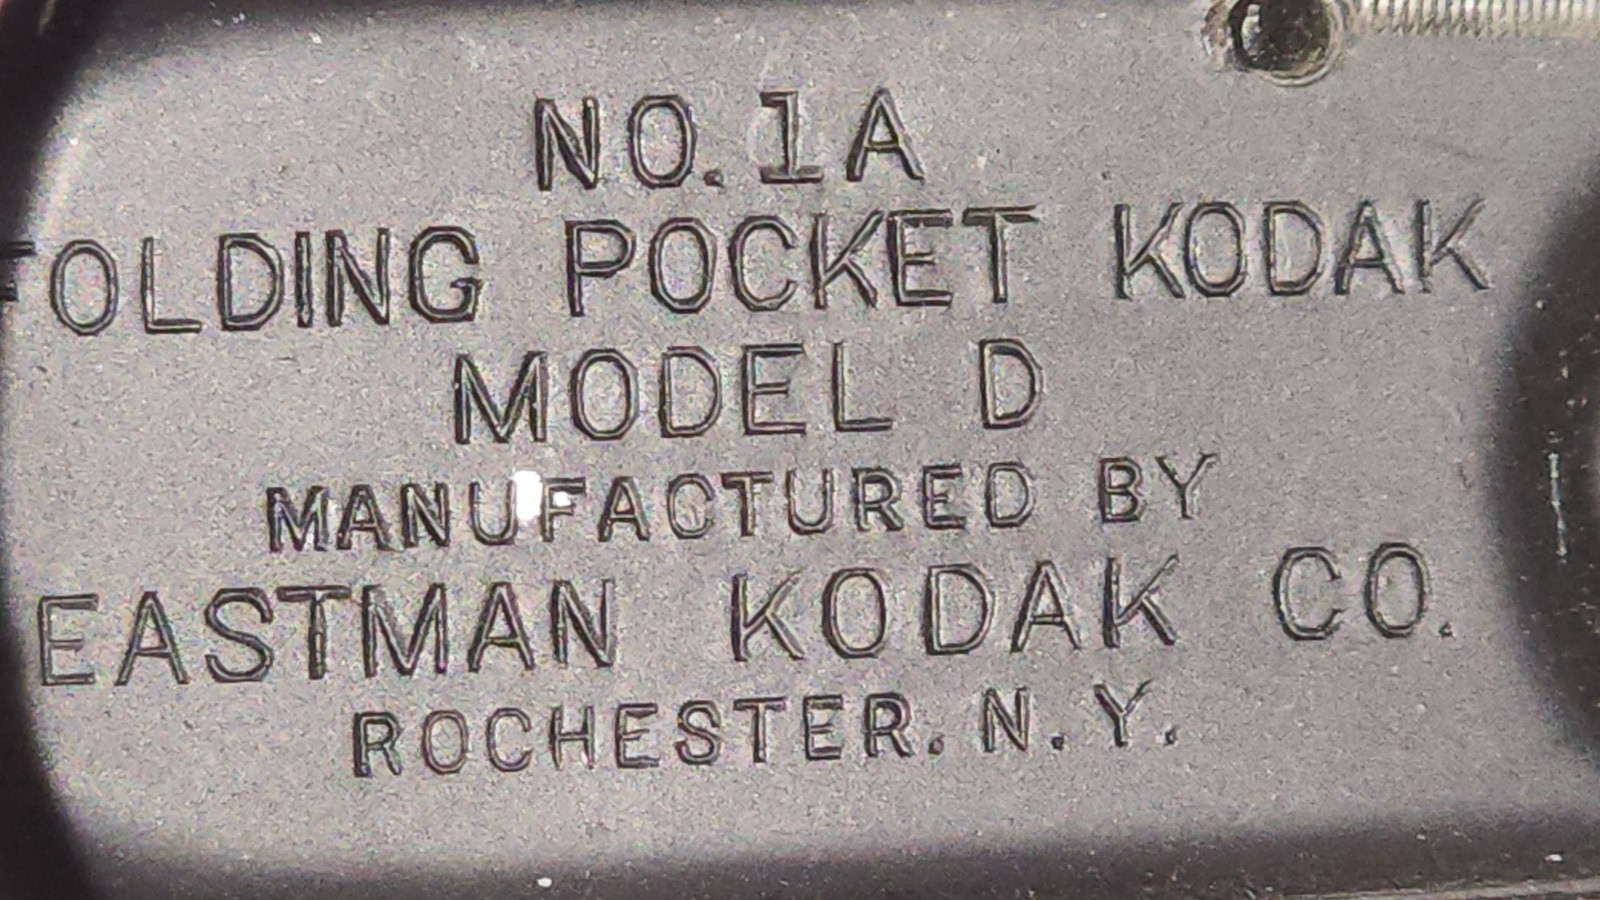 NO.1A
FOLDING POCKET KODAK
MODEL D
MANUFACTURED BY
EASTMAN KODAK CO.
ROCHESTER. N.Y.